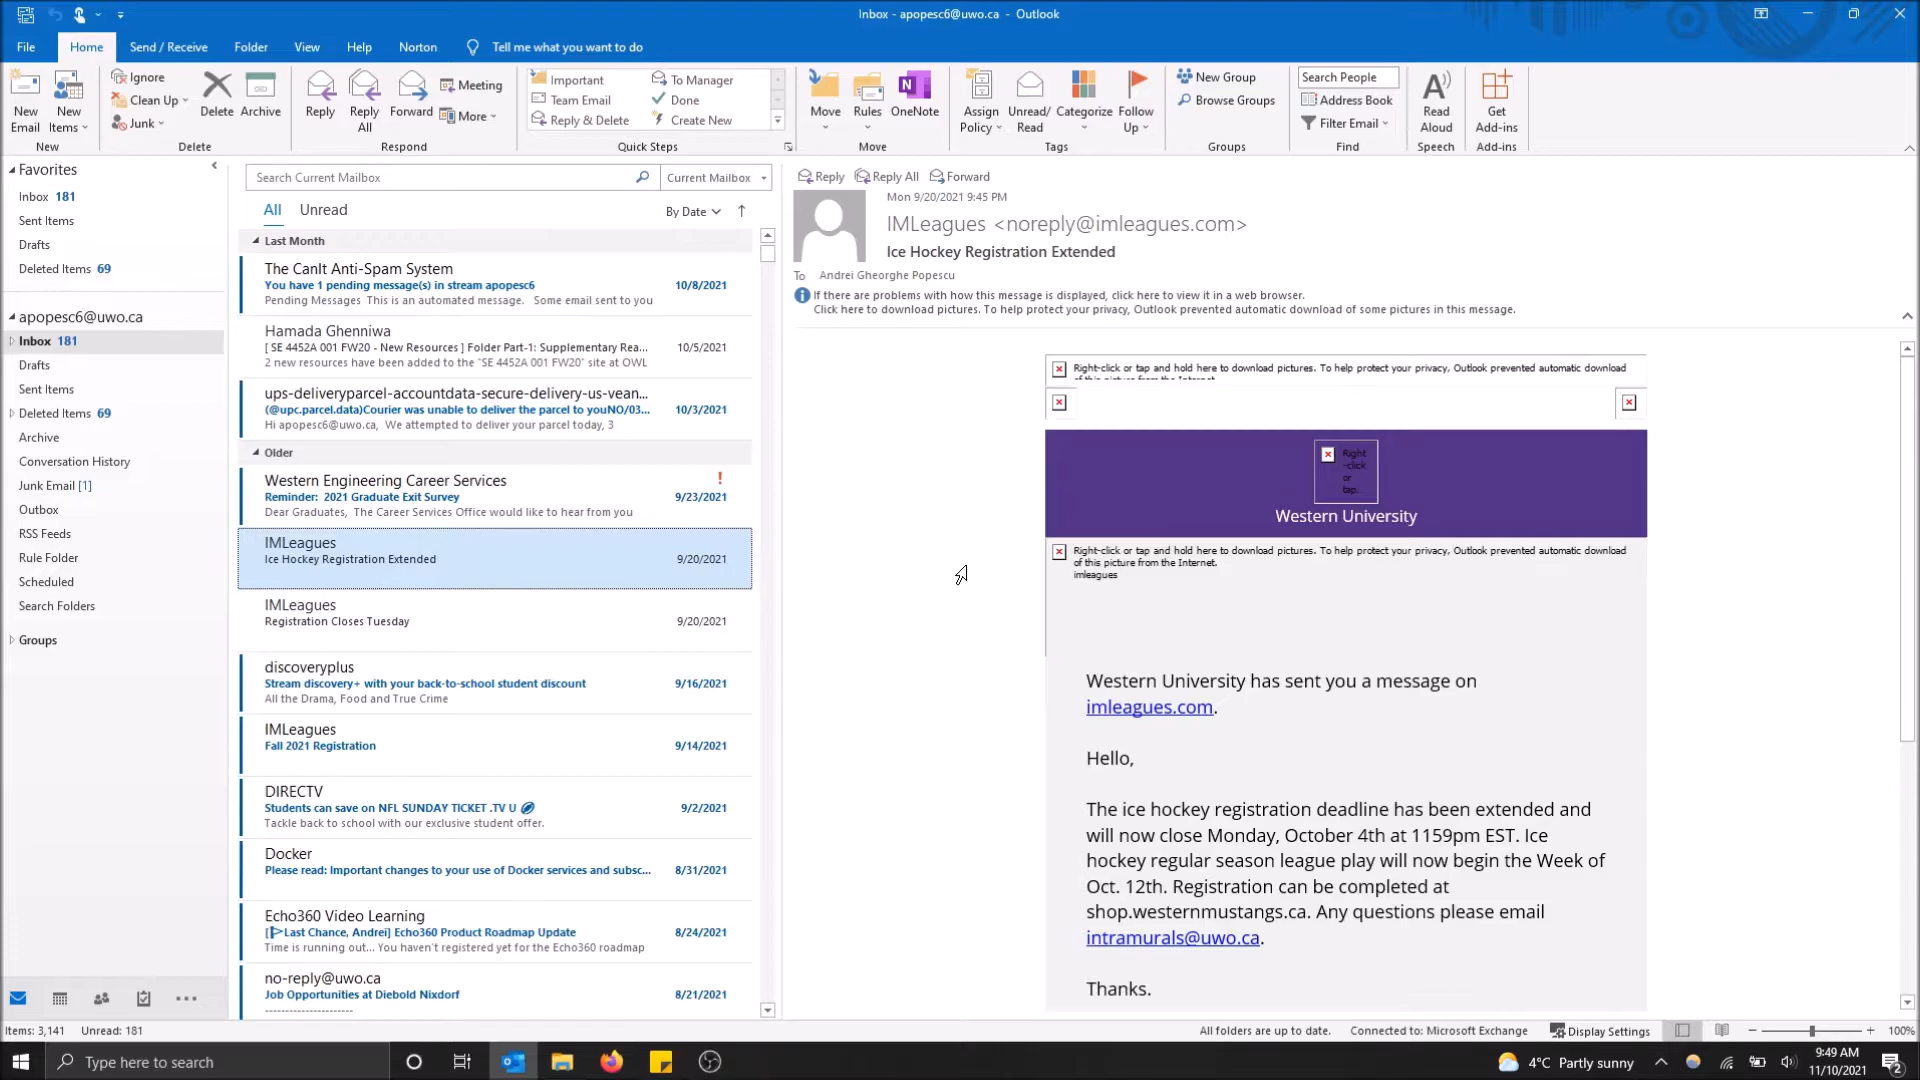 Inbox - apopesc6@uwo.ca - Outlook
File Home Send / Receive Folder View Help Norton Tell me what you want to do
New Email
New Items
New
Ignore
Clean Up
Junk
Delete
Archive
Delete
Reply
Reply All
Forward
Meeting
More
Respond
Important
Team Email
Reply & Delete
To Manager
Done
Create New
Quick Steps
Move
Rules
OneNote
Move
Assign Policy
Unread/ Read
Categorize
Follow Up
Tags
New Group
Browse Groups
Groups
Search People
Address Book
Filter Email
Find
Read Aloud
Speech
Get Add-ins
Add-ins
Favorites
Inbox 181
Sent Items
Drafts
Deleted Items 69
apopesc6@uwo.ca
Inbox 181
Drafts
Sent Items
Deleted Items 69
Archive
Conversation History
Junk Email [1]
Outbox
RSS Feeds
Rule Folder
Scheduled
Search Folders
Groups
Search Current Mailbox
Current Mailbox
All Unread
By Date
Last Month
The CanIt Anti-Spam System
You have 1 pending message(s) in stream apopesc6 10/8/2021
Pending Messages This is an automated message. Some email sent to you
Hamada Ghenniwa
[ SE 4452A 001 FW20 - New Resources ] Folder Part-1: Supplementary Rea... 10/5/2021
2 new resources have been added to the "SE 4452A 001 FW20" site at OWL
ups-deliveryparcel-accountdata-secure-delivery-us-vean...
(@upc.parcel.data)Courier was unable to deliver the parcel to youNO/03... 10/3/2021
Hi apopesc6@uwo.ca, We attempted to deliver your parcel today, 3
Older
Western Engineering Career Services !
Reminder: 2021 Graduate Exit Survey 9/23/2021
Dear Graduates, The Career Services Office would like to hear from you
IMLeagues
Ice Hockey Registration Extended 9/20/2021
IMLeagues
Registration Closes Tuesday 9/20/2021
discoveryplus
Stream discovery+ with your back-to-school student discount 9/16/2021
All the Drama, Food and True Crime
IMLeagues
Fall 2021 Registration 9/14/2021
DIRECTV
Students can save on NFL SUNDAY TICKET .TV U 🏈 9/2/2021
Tackle back to school with our exclusive student offer.
Docker
Please read: Important changes to your use of Docker services and subsc... 8/31/2021
Echo360 Video Learning
[Last Chance, Andrei] Echo360 Product Roadmap Update 8/24/2021
Time is running out... You haven't registered yet for the Echo360 roadmap
no-reply@uwo.ca
Job Opportunities at Diebold Nixdorf 8/21/2021
----------------------
Reply Reply All Forward
Mon 9/20/2021 9:45 PM
IMLeagues <noreply@imleagues.com>
Ice Hockey Registration Extended
To Andrei Gheorghe Popescu
If there are problems with how this message is displayed, click here to view it in a web browser.
Click here to download pictures. To help protect your privacy, Outlook prevented automatic download of some pictures in this message.
Right-click or tap and hold here to download pictures. To help protect your privacy, Outlook prevented automatic download
of this picture from the Internet.
Right
-click
or
tap
Western University
Right-click or tap and hold here to download pictures. To help protect your privacy, Outlook prevented automatic download
of this picture from the Internet.
imleagues
Western University has sent you a message on
imleagues.com.
Hello,
The ice hockey registration deadline has been extended and
will now close Monday, October 4th at 1159pm EST. Ice
hockey regular season league play will now begin the Week of
Oct. 12th. Registration can be completed at
shop.westernmustangs.ca. Any questions please email
intramurals@uwo.ca.
Thanks.
Items: 3,141 Unread: 181 All folders are up to date. Connected to: Microsoft Exchange Display Settings 100%
Type here to search
4°C Partly sunny
9:49 AM
11/10/2021
2